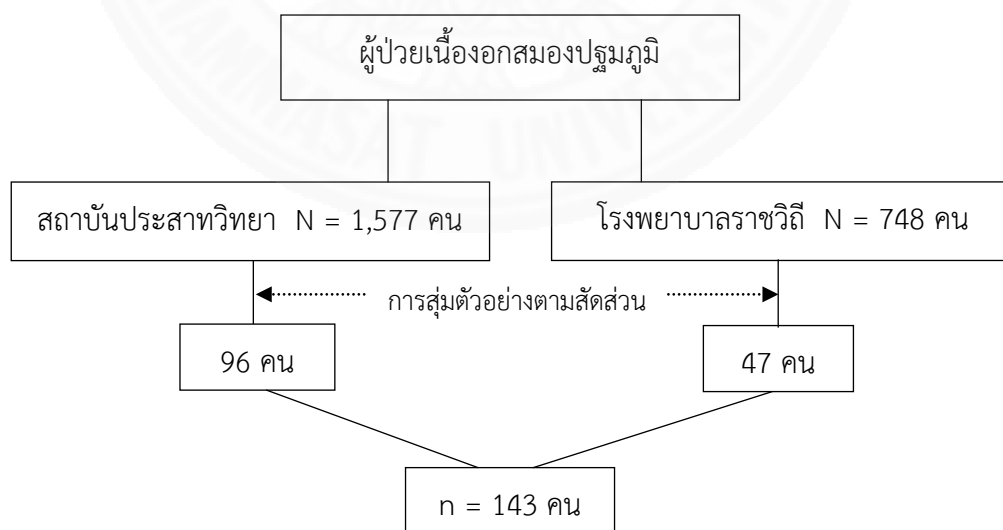 ผู้ป่วยเนื้องอกสมองปฐมภูมิ
สถาบันประสาทวิทยา N = 1,577 คน
โรงพยาบาลราชวิถี N = 748 คน
การสุ่มตัวอย่างตามสัดส่วน
96 คน
47 คน
n = 143 คน